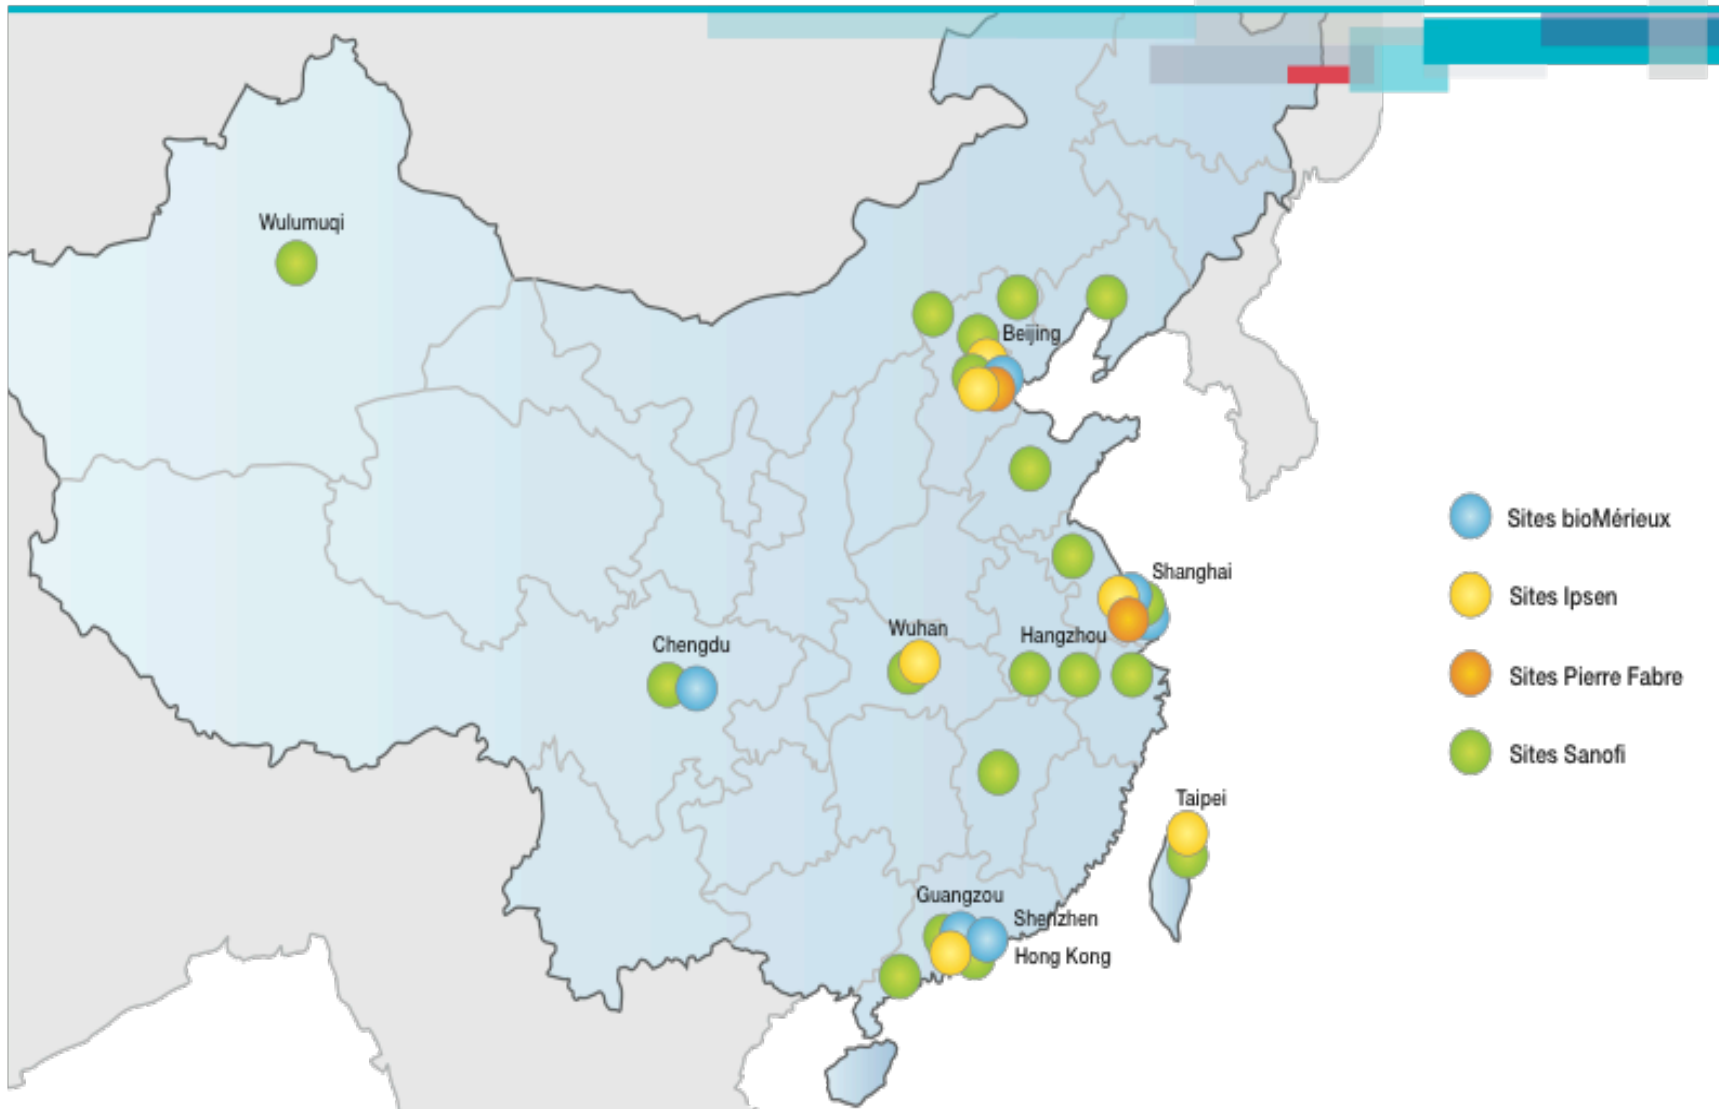 Wulumuqi
Beijing
Shanghai
Hangzhou
Wuhan
Chengdu
Taipei
Guangzou
Shenzhen
Hong Kong
Sites bioMérieux
Sites Ipsen
Sites Pierre Fabre
Sites Sanofi